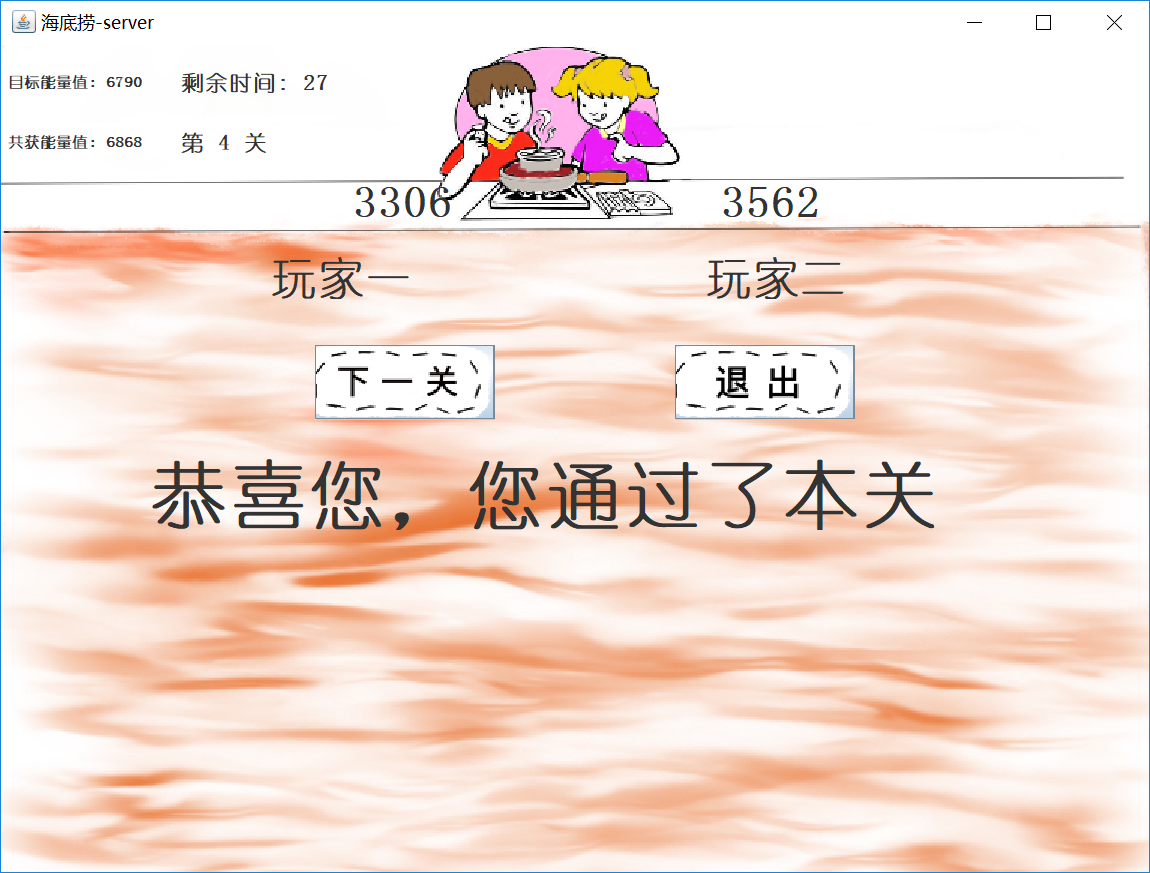 海底捞-server
目标能量值: 6790
剩余时间: 27
共获能量值: 6868
第 4 关
3306
3562
玩家一
玩家二
下一关
退出
恭喜您，您通过了本关